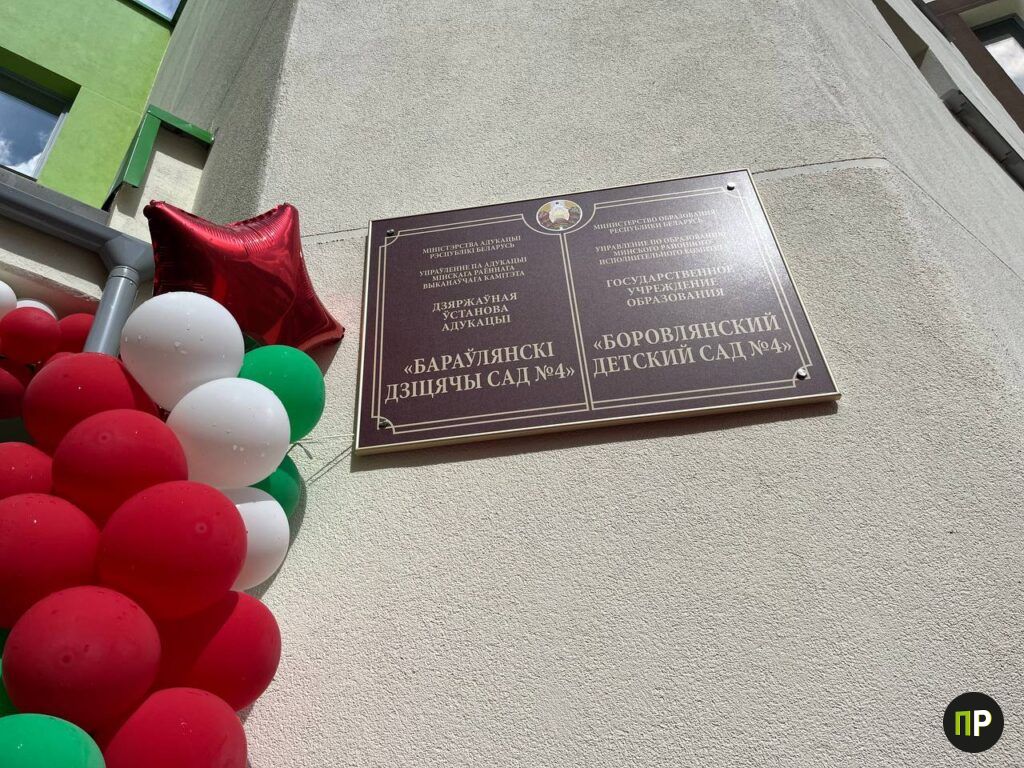 МІНІСТЭРСТВА АДУКАЦЫІ
РЭСПУБЛІКІ БЕЛАРУСЬ
УПРАЎЛЕННЕ ПА АДУКАЦЫІ
МІНСКАГА РАЁННАГА
ВЫКАНАЎЧАГА КАМІТЭТА
ДЗЯРЖАЎНАЯ
ЎСТАНОВА
АДУКАЦЫІ
«БАРАЎЛЯНСКІ
ДЗІЦЯЧЫ САД №4»
МИНИСТЕРСТВО ОБРАЗОВАНИЯ
РЕСПУБЛИКИ БЕЛАРУСЬ
УПРАВЛЕНИЕ ПО ОБРАЗОВАНИЮ
МИНСКОГО РАЙОННОГО
ИСПОЛНИТЕЛЬНОГО КОМИТЕТА
ГОСУДАРСТВЕННОЕ
УЧРЕЖДЕНИЕ
ОБРАЗОВАНИЯ
«БОРОВЛЯНСКИЙ
ДЕТСКИЙ САД №4»
ПР